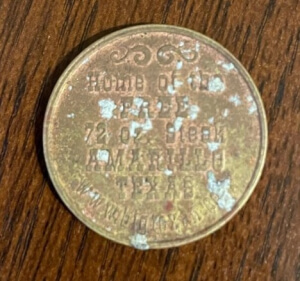 Home of the
FREE
72 oz. Steak
AMARILLO
TEXAS